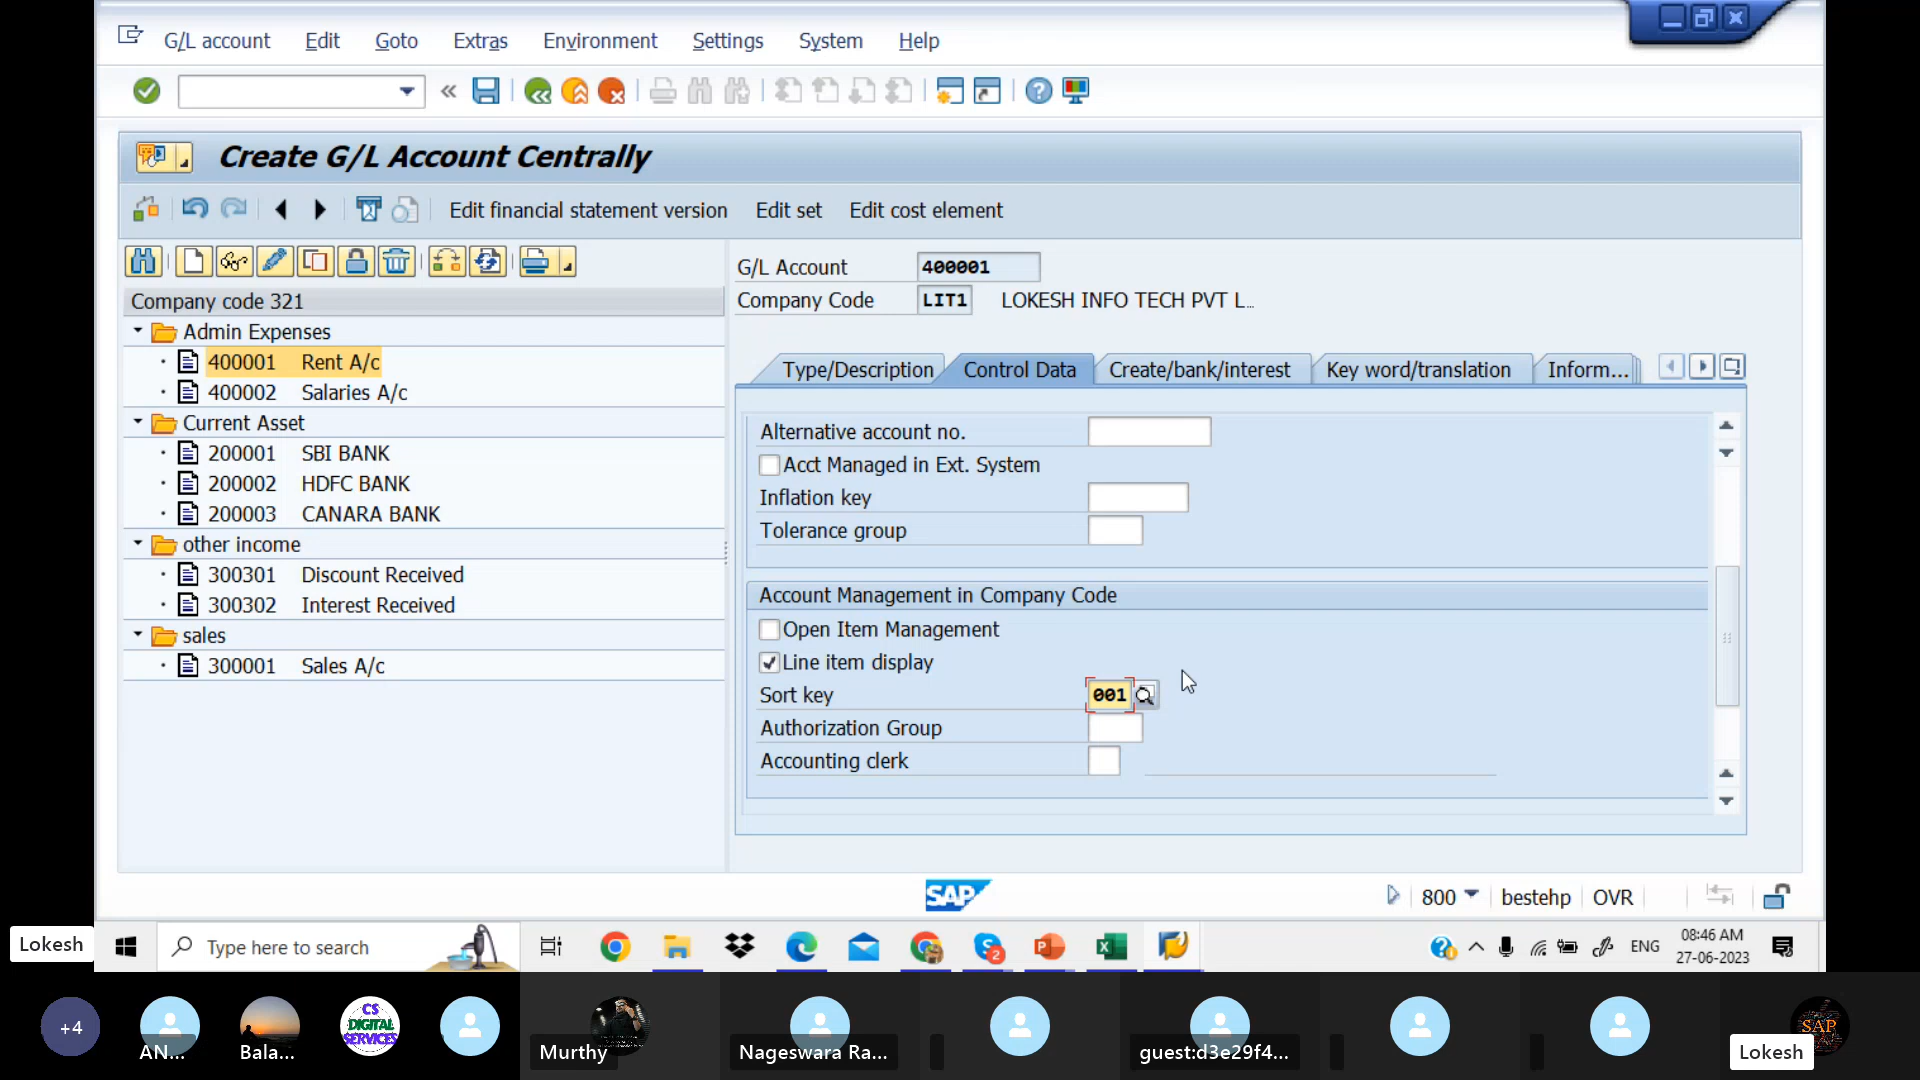 G/L account Edit Goto Extras Environment Settings System Help
Create G/L Account Centrally
Edit financial statement version Edit set Edit cost element
Company code 321
Admin Expenses
400001 Rent A/c
400002 Salaries A/c
Current Asset
200001 SBI BANK
200002 HDFC BANK
200003 CANARA BANK
other income
300301 Discount Received
300302 Interest Received
sales
300001 Sales A/c
G/L Account 400001
Company Code LIT1 LOKESH INFO TECH PVT L...
Type/Description Control Data Create/bank/interest Key word/translation Inform...
Alternative account no.
Acct Managed in Ext. System
Inflation key
Tolerance group
Account Management in Company Code
Open Item Management
Line item display
Sort key 001
Authorization Group
Accounting clerk
SAP
800 bestehp OVR
Lokesh
Type here to search
2
ENG
08:46 AM
27-06-2023
+4
AN...
Bala...
CS
DIGITAL
SERVICES
Murthy
Nageswara Ra...
guest:d3e29f4...
SAP
Lokesh